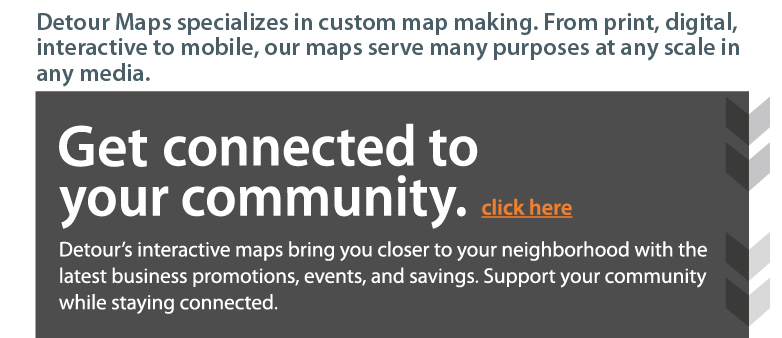 Detour Maps specializes in custom map making. From print, digital,
interactive to mobile, our maps serve many purposes at any scale in
any media.
Get connected to
your community. click here
Detour's interactive maps bring you closer to your neighborhood with the
latest business promotions, events, and savings. Support your community
while staying connected.